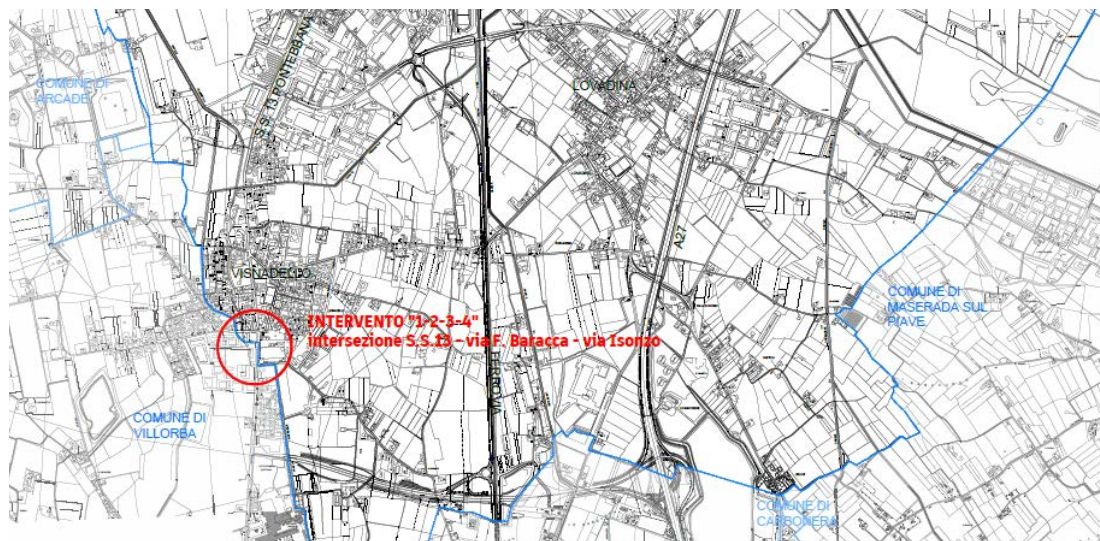 S.S.13 PONTEBBANA
COMUNE DI
ARCADE
LOVADINA
A27
VISNADELLO
COMUNE DI
MASERADA SUL
PIAVE
INTERVENTO "1-2-3-4"
intersezione S.S.13 - via F. Baracca - via Isonzo
FERROVIA
COMUNE DI
VILLORBA
COMUNE DI
CARBONERA